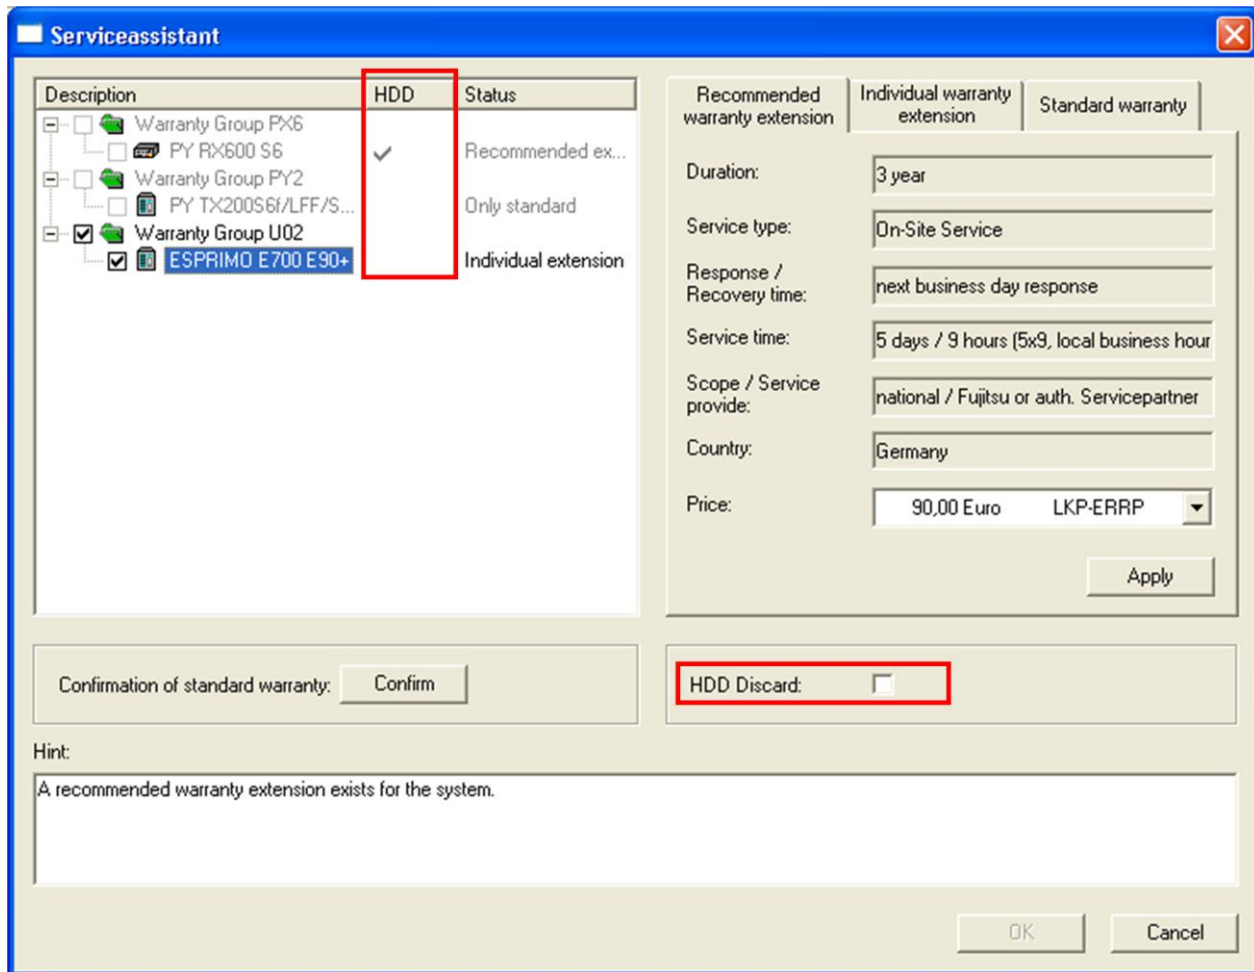 Serviceassistant
Description HDD Status
Warranty Group PX6
PY RX600 S6 Recommended ex...
Warranty Group PY2
PY TX200S6f/LFF/S... Only standard
Warranty Group U02
ESPRIMO E700 E90+ Individual extension
Recommended
warranty extension
Individual warranty
extension
Standard warranty
Duration: 3 year
Service type: On-Site Service
Response /
Recovery time: next business day response
Service time: 5 days / 9 hours (5x9, local business hour
Scope / Service
provide: national / Fujitsu or auth. Servicepartner
Country: Germany
Price: 90,00 Euro LKP-ERRP
Apply
Confirmation of standard warranty: Confirm
HDD Discard:
Hint:
A recommended warranty extension exists for the system.
OK Cancel